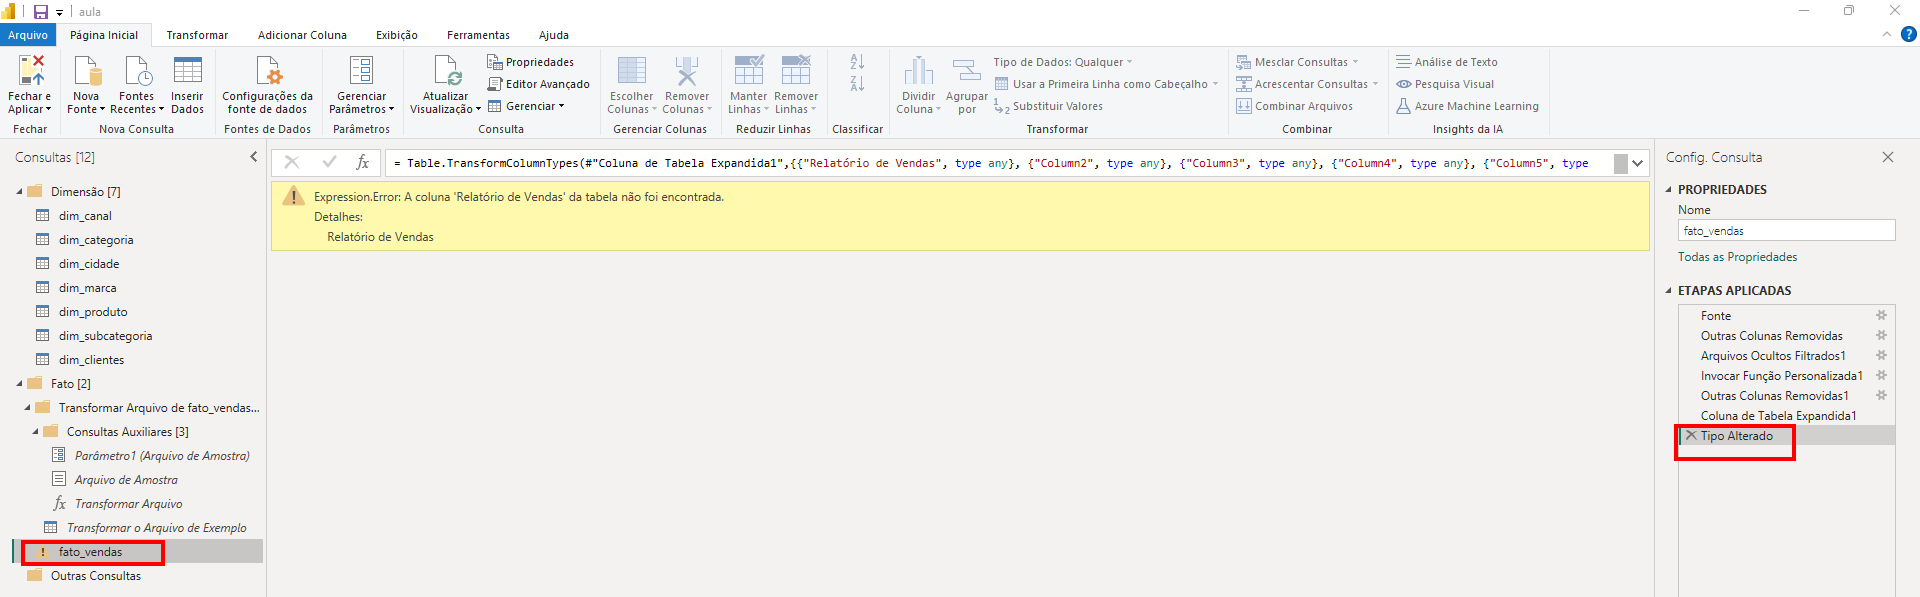 aula
Arquivo Página Inicial Transformar Adicionar Coluna Exibição Ferramentas Ajuda
Fechar e Aplicar
Fechar
Nova Fonte
Fontes Recentes
Inserir Dados
Nova Consulta
Configurações da fonte de dados
Fontes de Dados
Gerenciar Parâmetros
Parâmetros
Atualizar Visualização
Propriedades
Editor Avançado
Gerenciar
Consulta
Escolher Colunas
Remover Colunas
Gerenciar Colunas
Manter Linhas
Remover Linhas
Reduzir Linhas
Classificar
Dividir Coluna
Agrupar por
Tipo de Dados: Qualquer
Usar a Primeira Linha como Cabeçalho
Substituir Valores
Transformar
Mesclar Consultas
Acrescentar Consultas
Combinar Arquivos
Combinar
Análise de Texto
Pesquisa Visual
Azure Machine Learning
Insights da IA
Consultas [12]
Dimensão [7]
dim_canal
dim_categoria
dim_cidade
dim_marca
dim_produto
dim_subcategoria
dim_clientes
Fato [2]
Transformar Arquivo de fato_vendas...
Consultas Auxiliares [3]
Parâmetro1 (Arquivo de Amostra)
Arquivo de Amostra
fx Transformar Arquivo
Transformar o Arquivo de Exemplo
fato_vendas
Outras Consultas
fx = Table.TransformColumnTypes(#"Coluna de Tabela Expandida1",{{"Relatório de Vendas", type any}, {"Column2", type any}, {"Column3", type any}, {"Column4", type any}, {"Column5", type
Expression.Error: A coluna 'Relatório de Vendas' da tabela não foi encontrada.
Detalhes:
Relatório de Vendas
Config. Consulta
PROPRIEDADES
Nome
fato_vendas
Todas as Propriedades
ETAPAS APLICADAS
Fonte
Outras Colunas Removidas
Arquivos Ocultos Filtrados1
Invocar Função Personalizada1
Outras Colunas Removidas1
Coluna de Tabela Expandida1
Tipo Alterado